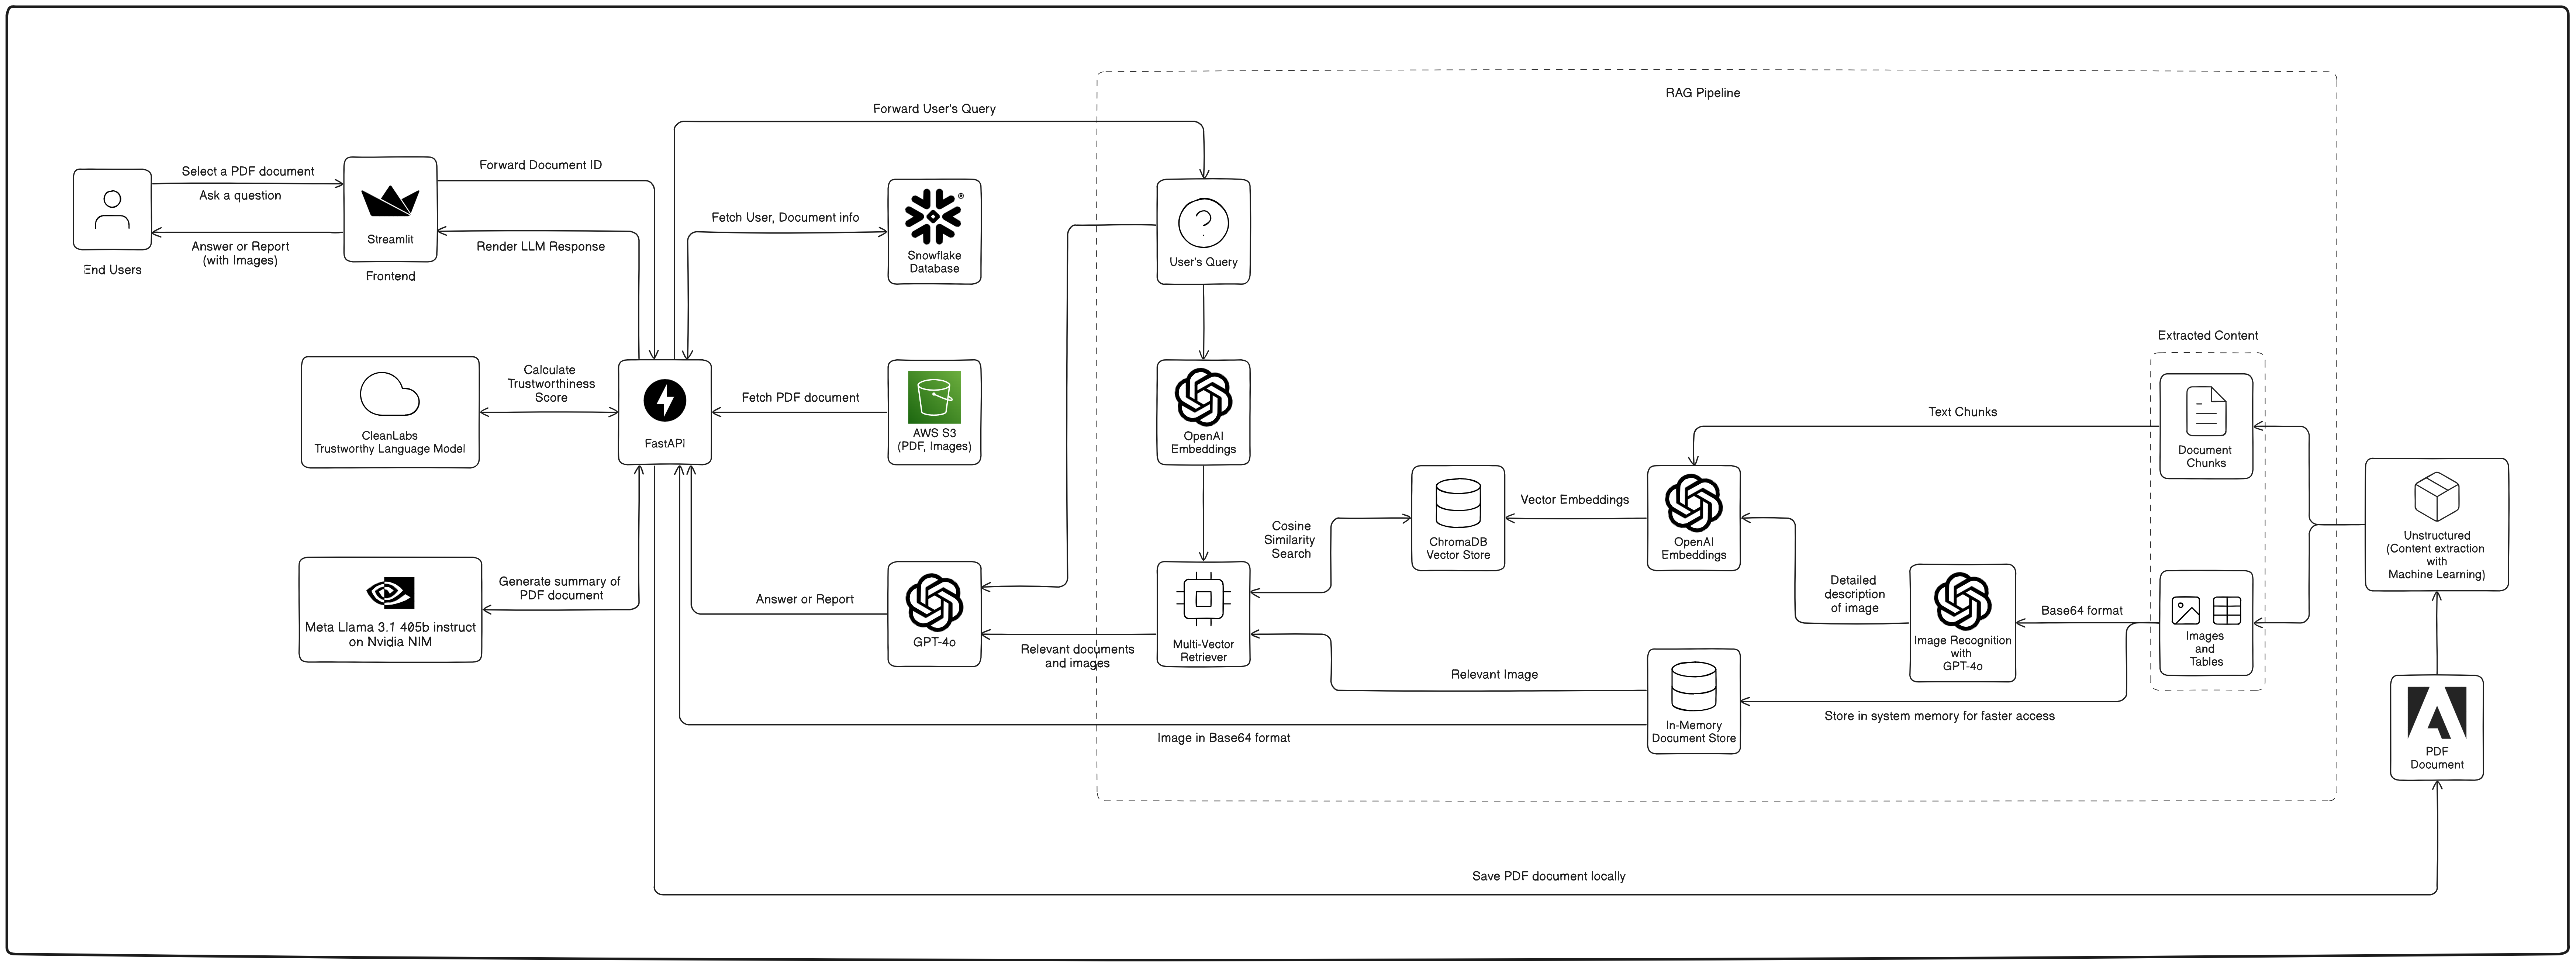 RAG Pipeline
Forward User's Query
Select a PDF document
Ask a question
Answer or Report
(with Images)
End Users
Streamlit
Frontend
Forward Document ID
Render LLM Response
Fetch User, Document info
Snowflake
Database
®
User's Query
CleanLabs
Trustworthy Language Model
Calculate
Trustworthiness
Score
FastAPI
Fetch PDF document
AWS S3
(PDF, Images)
OpenAI
Embeddings
Meta Llama 3.1 405b instruct
on Nvidia NIM
Generate summary of
PDF document
Answer or Report
GPT-4o
Relevant documents
and images
Multi-Vector
Retriever
Cosine
Similarity
Search
ChromaDB
Vector Store
Vector Embeddings
OpenAI
Embeddings
Text Chunks
Extracted Content
Document
Chunks
Detailed
description
of image
Image Recognition
with
GPT-4o
Base64 format
Images
and
Tables
Unstructured
(Content extraction
with
Machine Learning)
Relevant Image
In-Memory
Document Store
Store in system memory for faster access
Image in Base64 format
PDF
Document
Save PDF document locally